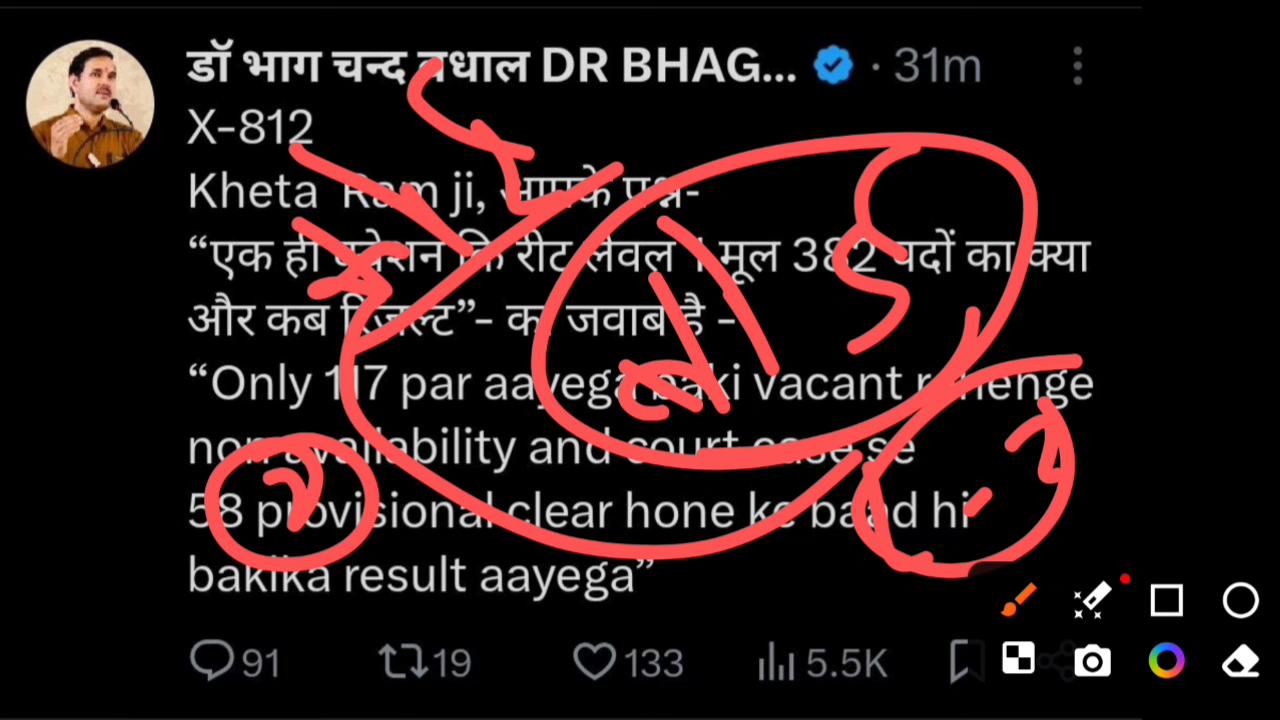 डॉ भाग चन्द बधाल DR BHAG... · 31m
X-812
Kheta Ram ji, आपके प्रश्न-
“एक ही क्वेशन कि रीट लेवल 1 मूल 382 पदों का क्या
और कब रिजल्ट”- का जवाब है -
“Only 117 par aayega baki vacant rahenge
non availability and court case se
58 provisional clear hone ke baad hi
bakika result aayega”
91 19 133 5.5K